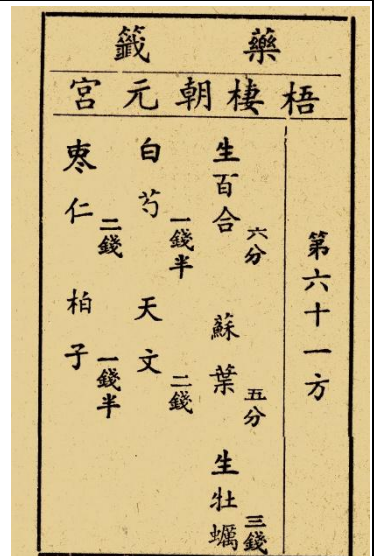 藥籤
梧棲朝元宮
第六十一方
生百合六分 蘇葉五分 生牡蠣三錢
白芍一錢半 天文二錢
棗仁二錢 柏子一錢半